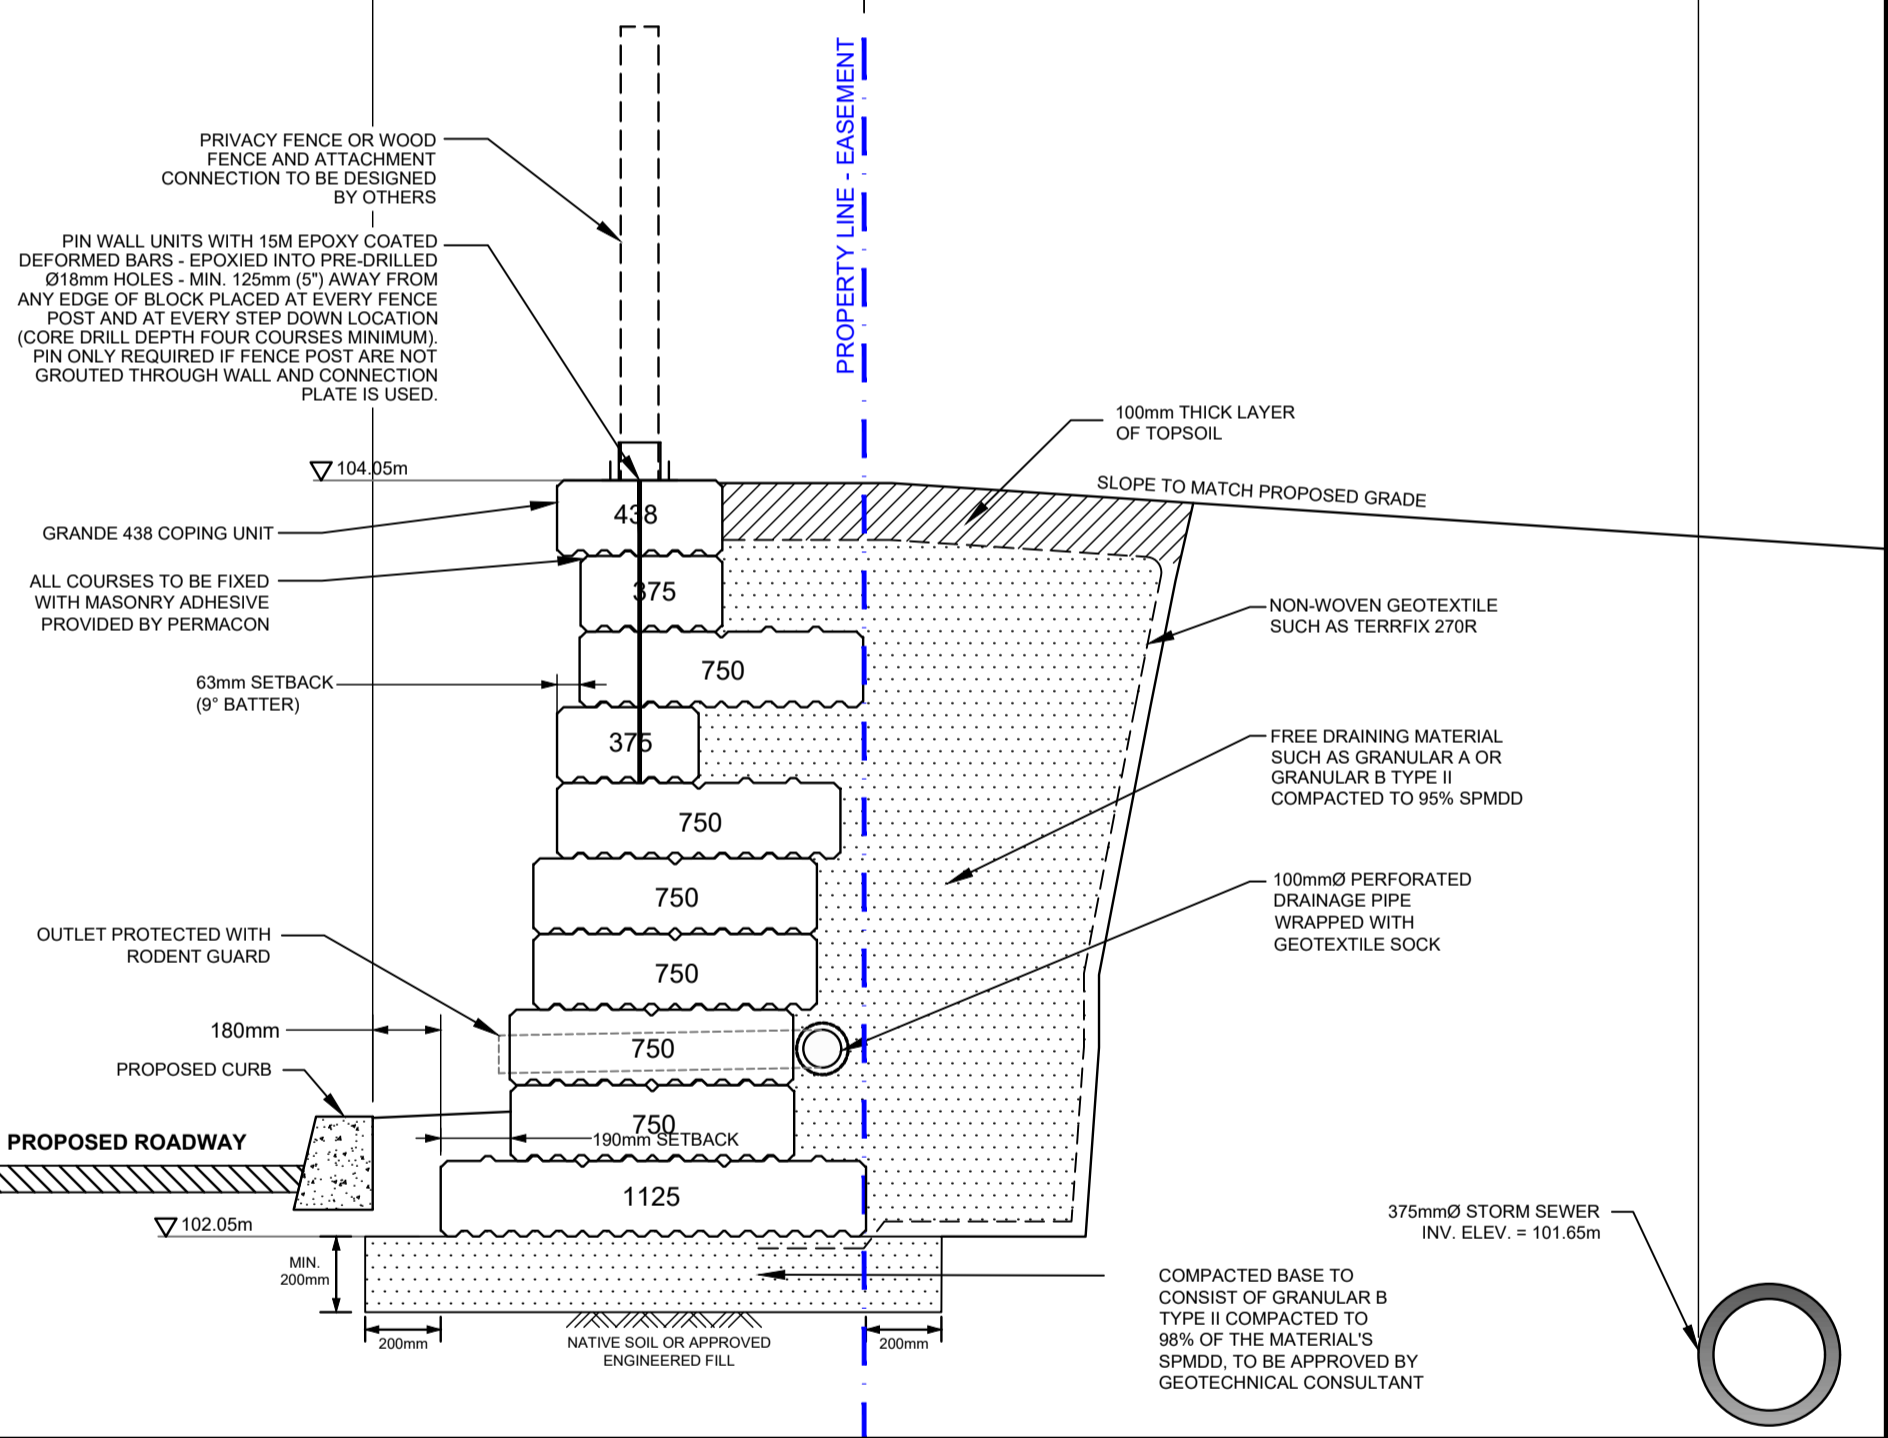 PROPERTY LINE - EASEMENT
PRIVACY FENCE OR WOOD
FENCE AND ATTACHMENT
CONNECTION TO BE DESIGNED
BY OTHERS
PIN WALL UNITS WITH 15M EPOXY COATED
DEFORMED BARS - EPOXIED INTO PRE-DRILLED
Ø18mm HOLES - MIN. 125mm (5") AWAY FROM
ANY EDGE OF BLOCK PLACED AT EVERY FENCE
POST AND AT EVERY STEP DOWN LOCATION
(CORE DRILL DEPTH FOUR COURSES MINIMUM).
PIN ONLY REQUIRED IF FENCE POST ARE NOT
GROUTED THROUGH WALL AND CONNECTION
PLATE IS USED.
100mm THICK LAYER
OF TOPSOIL
104.05m
SLOPE TO MATCH PROPOSED GRADE
438
GRANDE 438 COPING UNIT
ALL COURSES TO BE FIXED
WITH MASONRY ADHESIVE
PROVIDED BY PERMACON
375
NON-WOVEN GEOTEXTILE
SUCH AS TERRFIX 270R
750
63mm SETBACK
(9° BATTER)
375
FREE DRAINING MATERIAL
SUCH AS GRANULAR A OR
GRANULAR B TYPE II
COMPACTED TO 95% SPMDD
750
750
100mmØ PERFORATED
DRAINAGE PIPE
WRAPPED WITH
GEOTEXTILE SOCK
OUTLET PROTECTED WITH
RODENT GUARD
750
180mm
750
PROPOSED CURB
750
190mm SETBACK
PROPOSED ROADWAY
1125
102.05m
375mmØ STORM SEWER
INV. ELEV. = 101.65m
MIN.
200mm
COMPACTED BASE TO
CONSIST OF GRANULAR B
TYPE II COMPACTED TO
98% OF THE MATERIAL'S
SPMDD, TO BE APPROVED BY
GEOTECHNICAL CONSULTANT
200mm
NATIVE SOIL OR APPROVED
ENGINEERED FILL
200mm